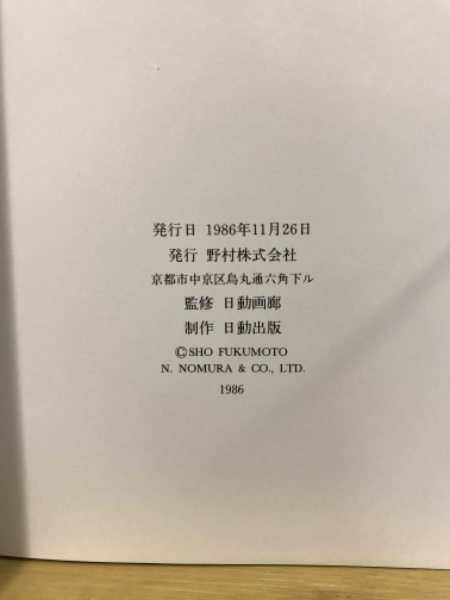 発行日 1986年11月26日
発行 野村株式会社
京都市中京区烏丸通六角下ル
監修 日動画廊
制作 日動出版
©SHO FUKUMOTO
N. NOMURA & CO., LTD.
1986